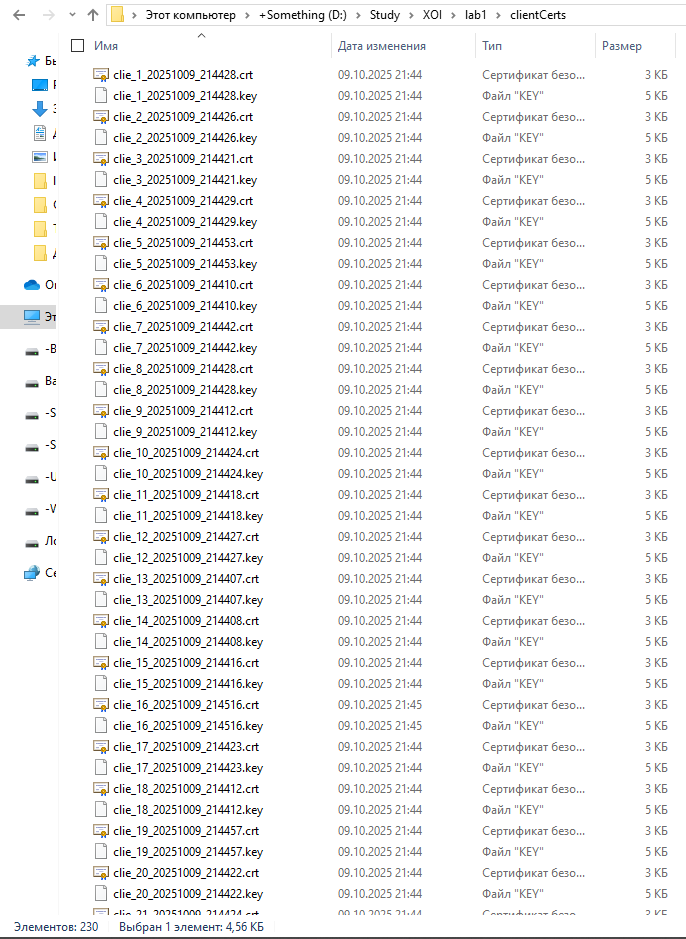 Этот компьютер > +Something (D:) > Study > XOI > lab1 > clientCerts
Имя Дата изменения Тип Размер
clie_1_20251009_214428.crt 09.10.2025 21:44 Сертификат безо... 3 КБ
clie_1_20251009_214428.key 09.10.2025 21:44 Файл "KEY" 5 КБ
clie_2_20251009_214426.crt 09.10.2025 21:44 Сертификат безо... 3 КБ
clie_2_20251009_214426.key 09.10.2025 21:44 Файл "KEY" 5 КБ
clie_3_20251009_214421.crt 09.10.2025 21:44 Сертификат безо... 3 КБ
clie_3_20251009_214421.key 09.10.2025 21:44 Файл "KEY" 5 КБ
clie_4_20251009_214429.crt 09.10.2025 21:44 Сертификат безо... 3 КБ
clie_4_20251009_214429.key 09.10.2025 21:44 Файл "KEY" 5 КБ
clie_5_20251009_214453.crt 09.10.2025 21:44 Сертификат безо... 3 КБ
clie_5_20251009_214453.key 09.10.2025 21:44 Файл "KEY" 5 КБ
clie_6_20251009_214410.crt 09.10.2025 21:44 Сертификат безо... 3 КБ
clie_6_20251009_214410.key 09.10.2025 21:44 Файл "KEY" 5 КБ
clie_7_20251009_214442.crt 09.10.2025 21:44 Сертификат безо... 3 КБ
clie_7_20251009_214442.key 09.10.2025 21:44 Файл "KEY" 5 КБ
clie_8_20251009_214428.crt 09.10.2025 21:44 Сертификат безо... 3 КБ
clie_8_20251009_214428.key 09.10.2025 21:44 Файл "KEY" 5 КБ
clie_9_20251009_214412.crt 09.10.2025 21:44 Сертификат безо... 3 КБ
clie_9_20251009_214412.key 09.10.2025 21:44 Файл "KEY" 5 КБ
clie_10_20251009_214424.crt 09.10.2025 21:44 Сертификат безо... 3 КБ
clie_10_20251009_214424.key 09.10.2025 21:44 Файл "KEY" 5 КБ
clie_11_20251009_214418.crt 09.10.2025 21:44 Сертификат безо... 3 КБ
clie_11_20251009_214418.key 09.10.2025 21:44 Файл "KEY" 5 КБ
clie_12_20251009_214427.crt 09.10.2025 21:44 Сертификат безо... 3 КБ
clie_12_20251009_214427.key 09.10.2025 21:44 Файл "KEY" 5 КБ
clie_13_20251009_214407.crt 09.10.2025 21:44 Сертификат безо... 3 КБ
clie_13_20251009_214407.key 09.10.2025 21:44 Файл "KEY" 5 КБ
clie_14_20251009_214408.crt 09.10.2025 21:44 Сертификат безо... 3 КБ
clie_14_20251009_214408.key 09.10.2025 21:44 Файл "KEY" 5 КБ
clie_15_20251009_214416.crt 09.10.2025 21:44 Сертификат безо... 3 КБ
clie_15_20251009_214416.key 09.10.2025 21:44 Файл "KEY" 5 КБ
clie_16_20251009_214516.crt 09.10.2025 21:45 Сертификат безо... 3 КБ
clie_16_20251009_214516.key 09.10.2025 21:45 Файл "KEY" 5 КБ
clie_17_20251009_214423.crt 09.10.2025 21:44 Сертификат безо... 3 КБ
clie_17_20251009_214423.key 09.10.2025 21:44 Файл "KEY" 5 КБ
clie_18_20251009_214412.crt 09.10.2025 21:44 Сертификат безо... 3 КБ
clie_18_20251009_214412.key 09.10.2025 21:44 Файл "KEY" 5 КБ
clie_19_20251009_214457.crt 09.10.2025 21:44 Сертификат безо... 3 КБ
clie_19_20251009_214457.key 09.10.2025 21:44 Файл "KEY" 5 КБ
clie_20_20251009_214422.crt 09.10.2025 21:44 Сертификат безо... 3 КБ
clie_20_20251009_214422.key 09.10.2025 21:44 Файл "KEY" 5 КБ
clie_21_20251009_214424.crt 09.10.2025 21:44 Сертификат безо... 3 КБ
Элементов: 230 Выбран 1 элемент: 4,56 КБ